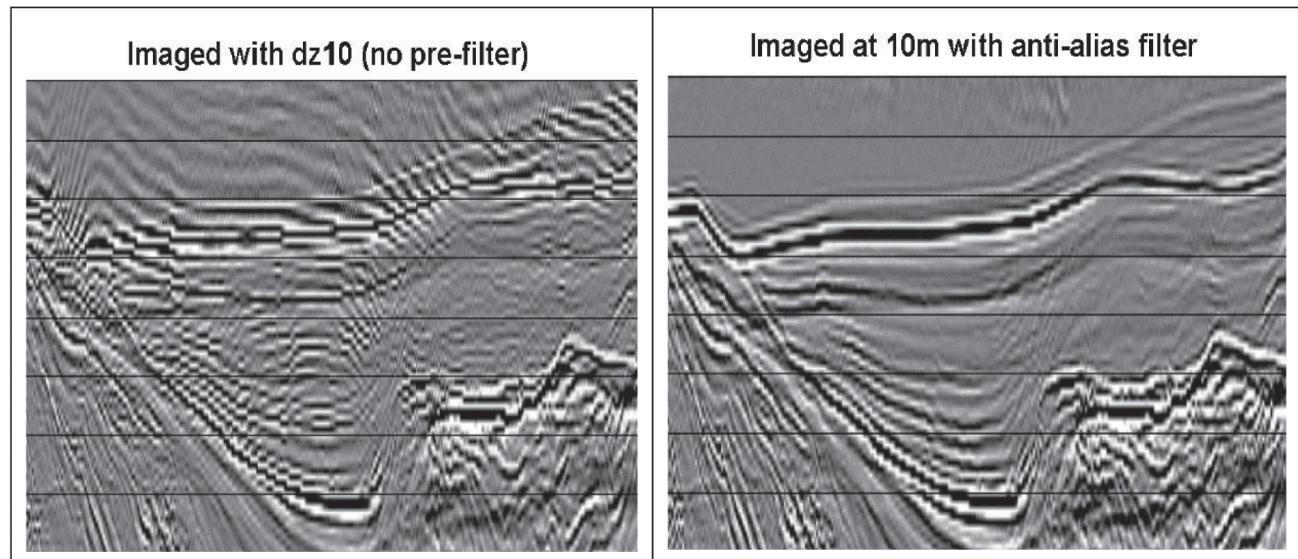 Imaged with dz10 (no pre-filter)
Imaged at 10m with anti-alias filter